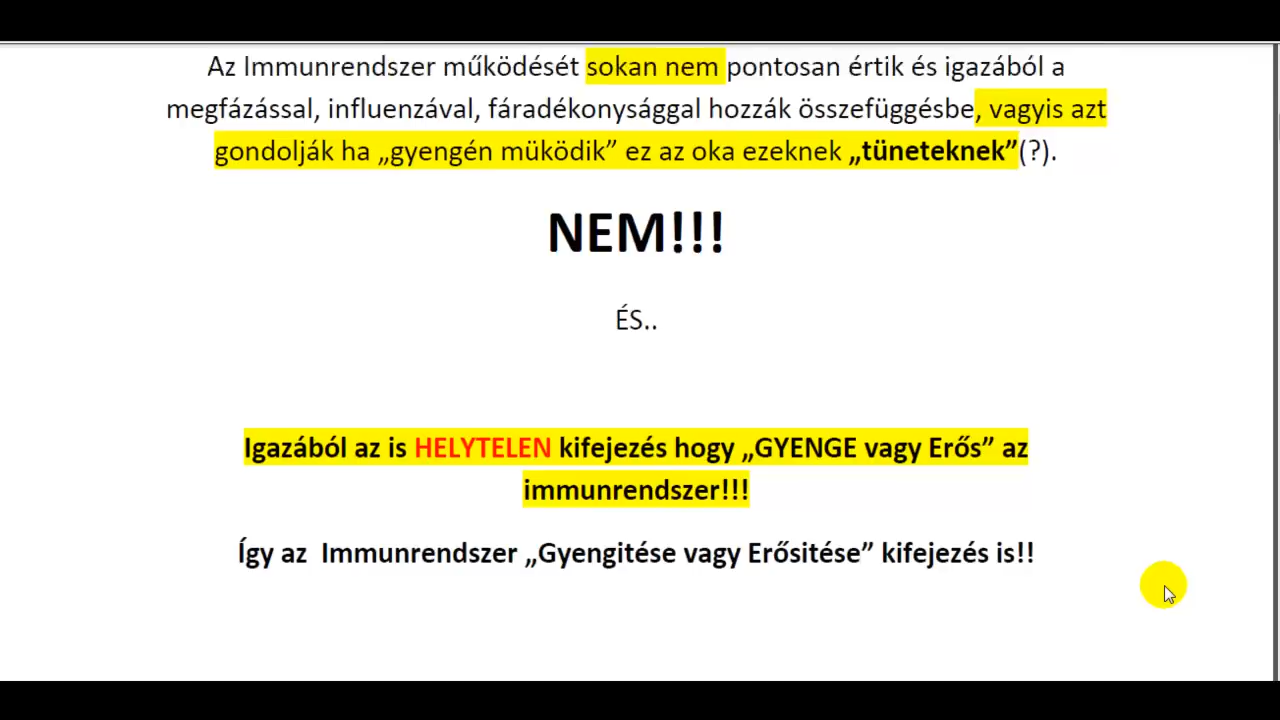 Az Immunrendszer működését sokan nem pontosan értik és igazából a
megfázással, influenzával, fáradékonysággal hozzák összefüggésbe, vagyis azt
gondolják ha „gyengén müködik” ez az oka ezeknek „tüneteknek”(?).
NEM!!!
ÉS..
Igazából az is HELYTELEN kifejezés hogy „GYENGE vagy Erős” az
immunrendszer!!!
Így az  Immunrendszer „Gyengitése vagy Erősitése” kifejezés is!!